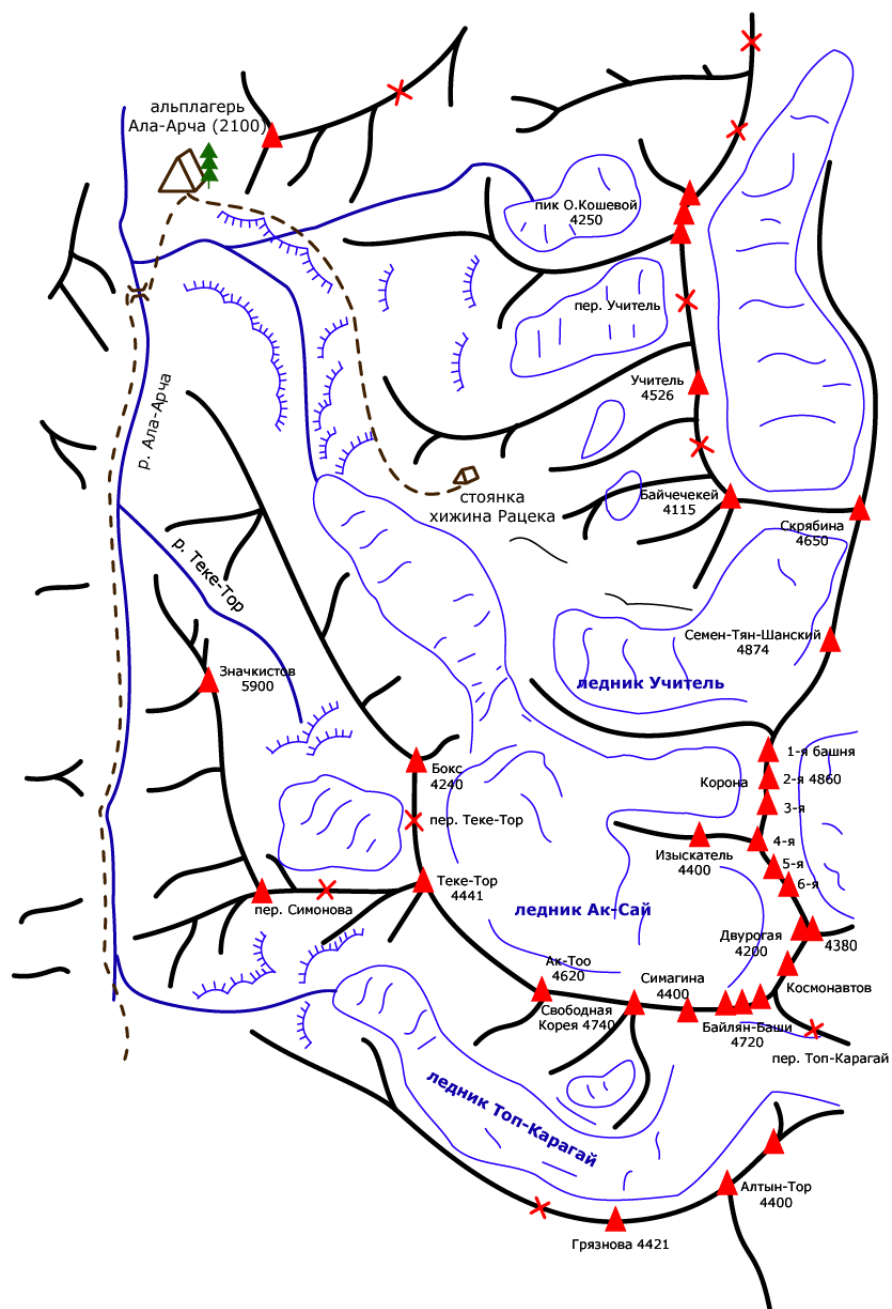 альплагерь
Ала-Арча (2100)
пик О.Кошевой
4250
пер. Учитель
Учитель
4526
р. Ала-Арча
стоянка
хижина Рацека
Байчечекей
4115
Скрябина
4650
р. Теке-Тор
Семен-Тян-Шанский
4874
Значкистов
5900
ледник Учитель
1-я башня
Бокс
4240
Корона
2-я 4860
3-я
пер. Теке-Тор
4-я
Изыскатель
4400
5-я
6-я
Теке-Тор
4441
пер. Симонова
ледник Ак-Сай
Двурогая
4200
4380
Ак-Тоо
4620
Симагина
4400
Космонавтов
Свободная
Корея 4740
Байлян-Баши
4720
пер. Топ-Карагай
ледник Топ-Карагай
Алтын-Тор
4400
Грязнова 4421